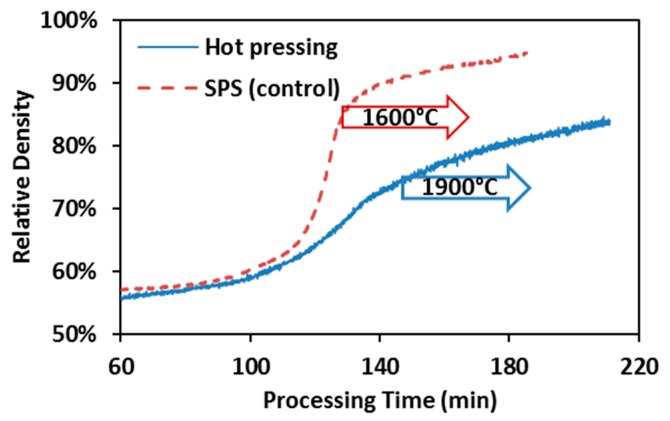 100%
90%
80%
70%
60%
50%
Relative Density
Hot pressing
SPS (control)
1600°C
1900°C
60
100
140
180
220
Processing Time (min)